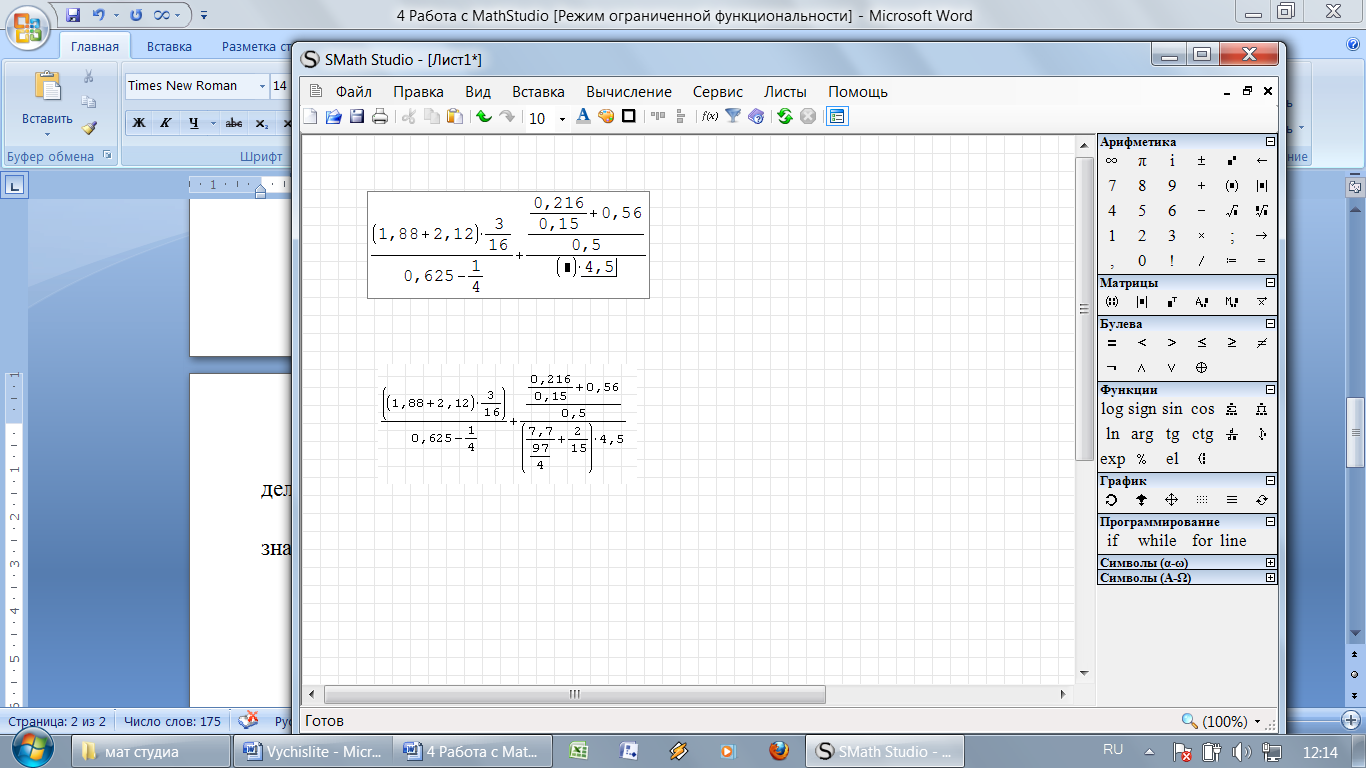 4 Работа с MathStudio [Режим ограниченной функциональности] - Microsoft Word
Главная Вставка Разметка ст
Вставить
Times New Roman 14
Ж К Ч abc x₂
Буфер обмена Шрифт
SMath Studio - [Лист1*]
Файл Правка Вид Вставка Вычисление Сервис Листы Помощь
10 A f(x)
0,216
0,15 + 0,56
(1,88+2,12)· 3
16 + 0,5
0,625- 1
4 (■)·4,5
0,216
0,15 +0,56
((1,88+2,12)· 3
16) + 0,5
0,625- 1
4 (7,7
97
4 + 2
15)·4,5
дел
зна
Арифметика
∞ π i ± ←
7 8 9 + (■) |■|
4 5 6 −
1 2 3 × ; →
, 0 ! / := =
Матрицы
Булева
= < > ≤ ≥ ≠
¬ ∧ ∨ ⊕
Функции
log sign sin cos
ln arg tg ctg
exp % el
График
Программирование
if while for line
Символы (α-ω)
Символы (Α-Ω)
Готов (100%)
Страница: 2 из 2 Число слов: 175 Рус
мат студиа Vychislite - Micr... 4 Работа с Mat... SMath Studio - ... RU 12:14